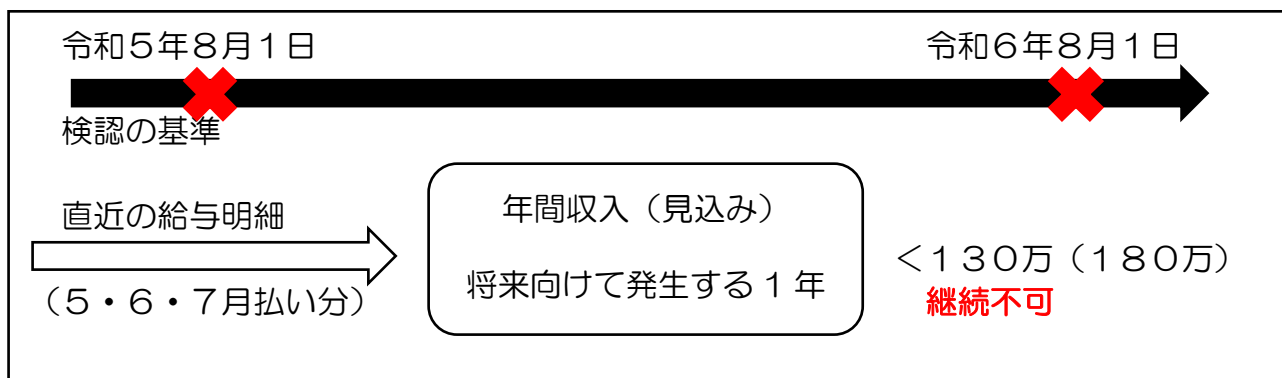 令和５年８月１日
令和６年８月１日
検認の基準
直近の給与明細
（５・６・７月払い分）
年間収入（見込み）
将来向けて発生する１年
＜１３０万（１８０万）
継続不可